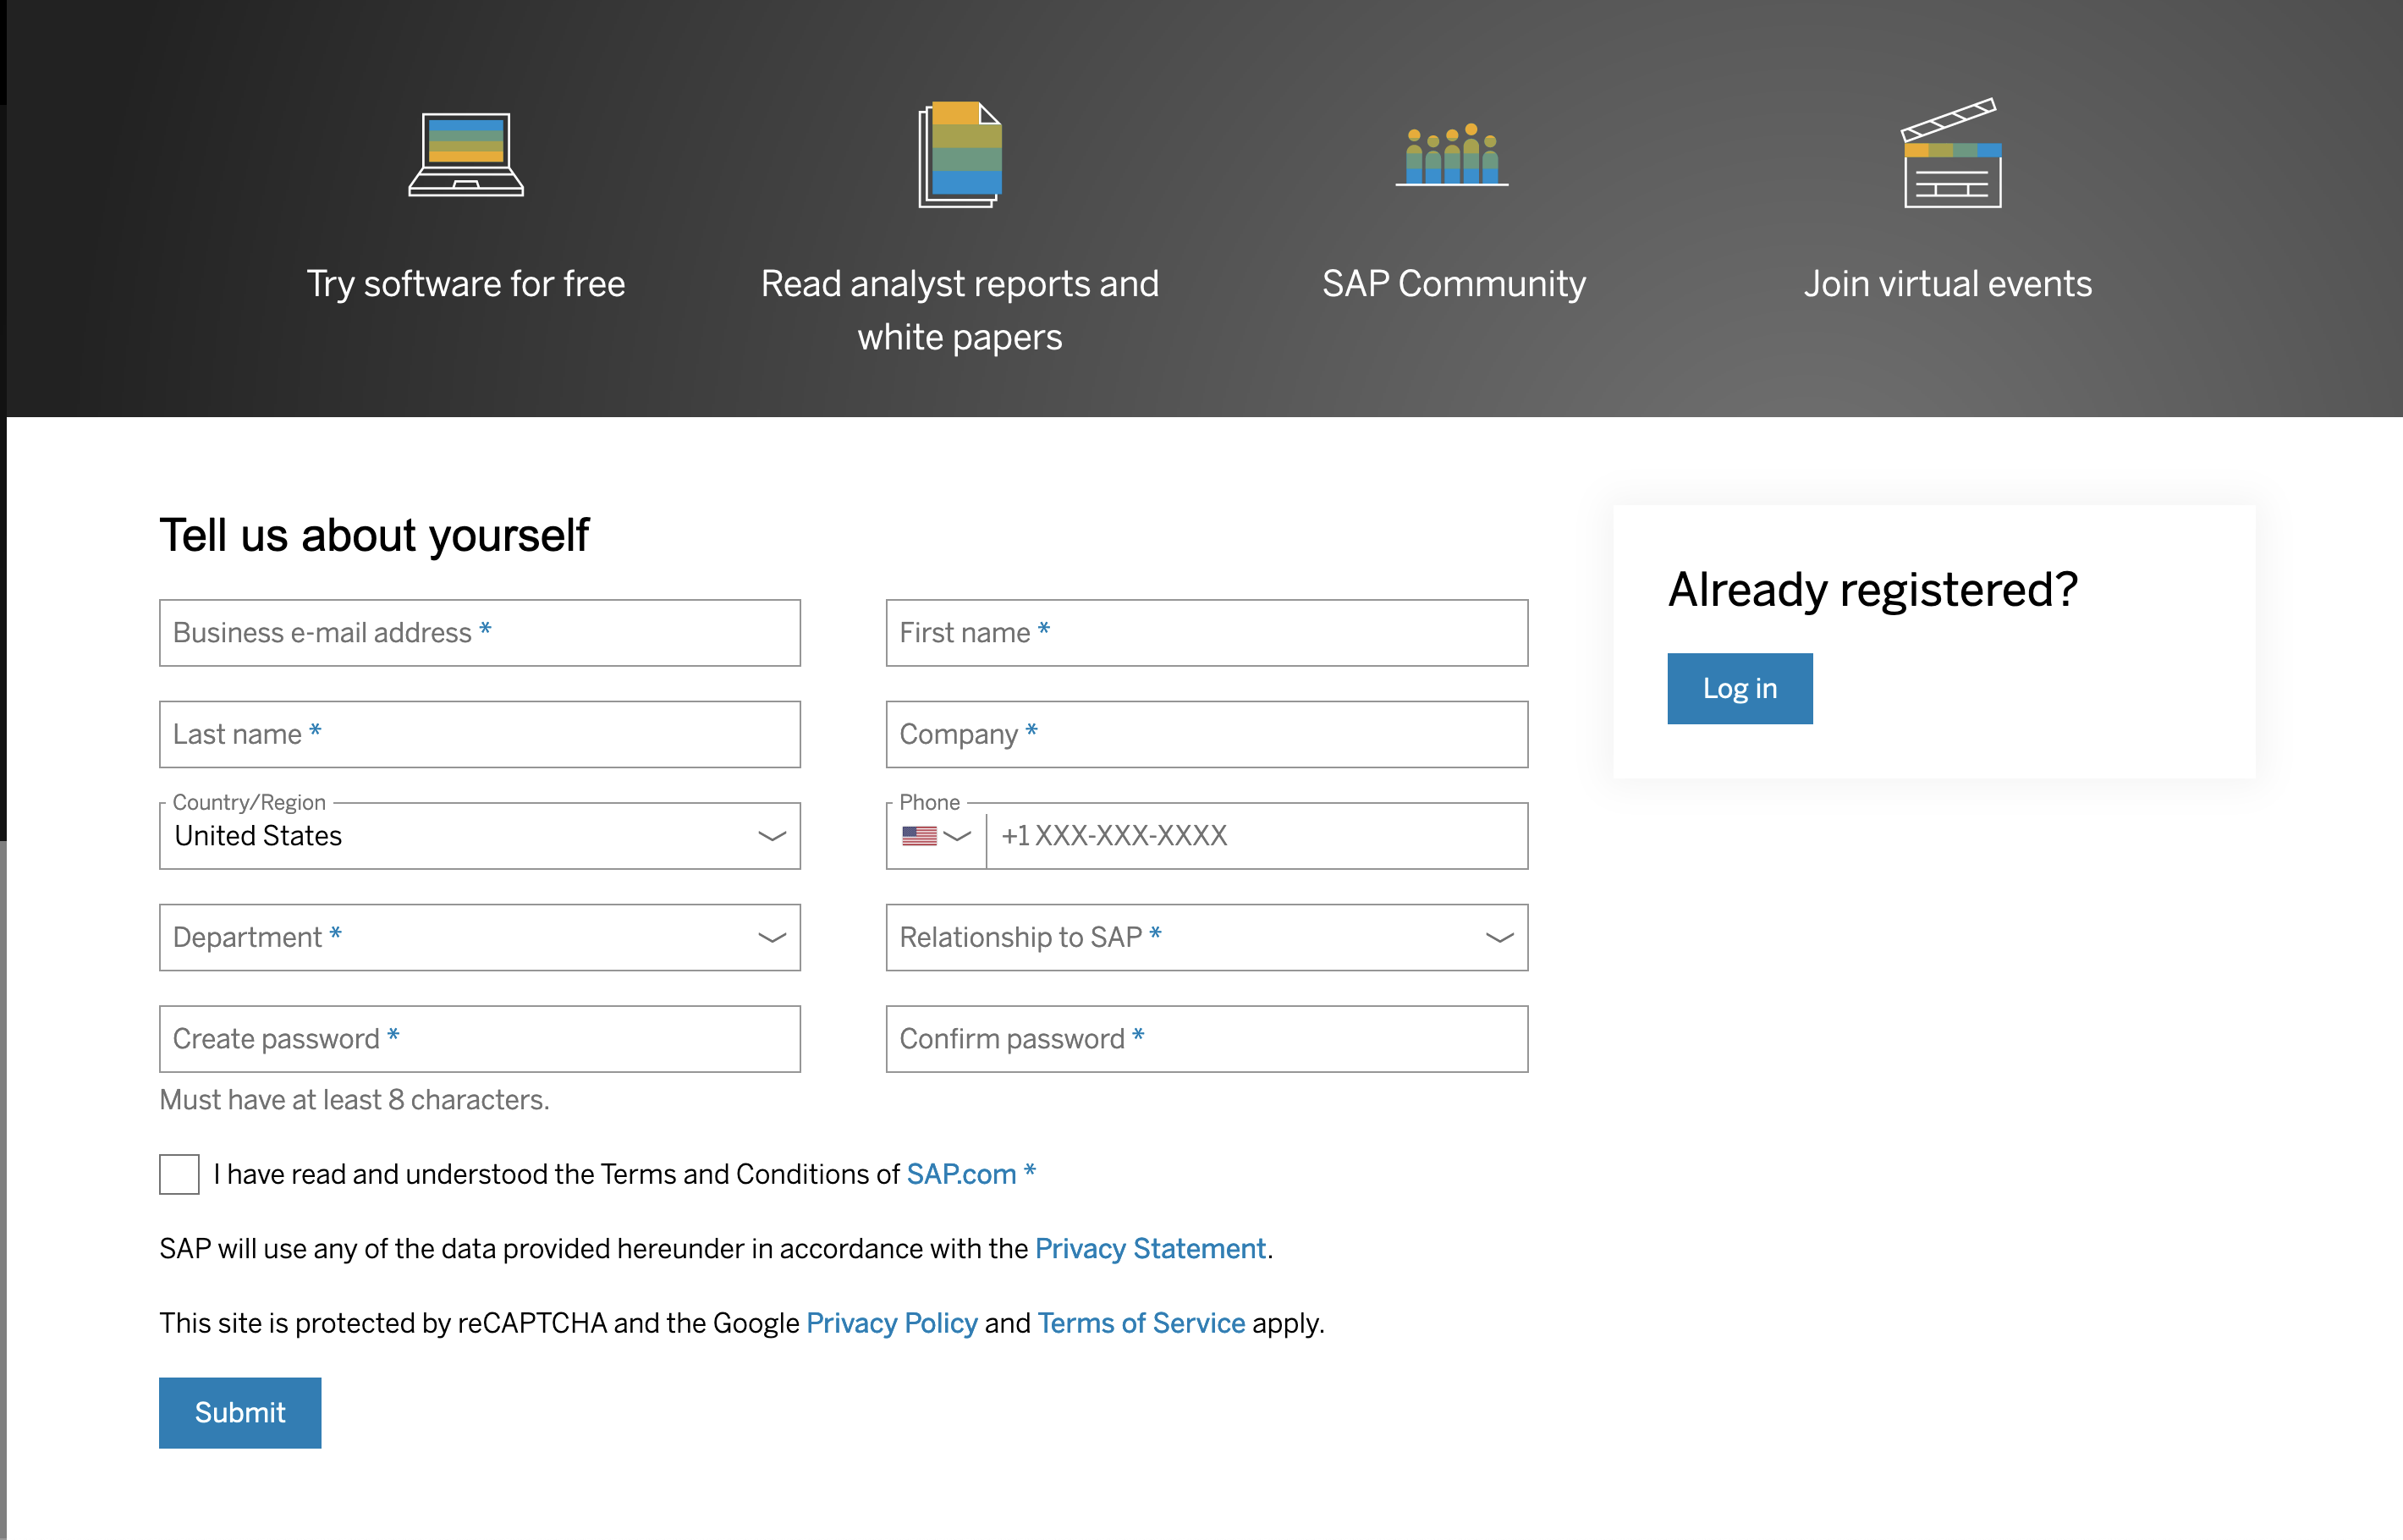 Try software for free
Read analyst reports and
white papers
SAP Community
Join virtual events
Tell us about yourself
Business e-mail address *
First name *
Last name *
Company *
Country/Region
United States
Phone
+1 XXX-XXX-XXXX
Department *
Relationship to SAP *
Create password *
Confirm password *
Must have at least 8 characters.
I have read and understood the Terms and Conditions of SAP.com *
SAP will use any of the data provided hereunder in accordance with the Privacy Statement.
This site is protected by reCAPTCHA and the Google Privacy Policy and Terms of Service apply.
Submit
Already registered?
Log in